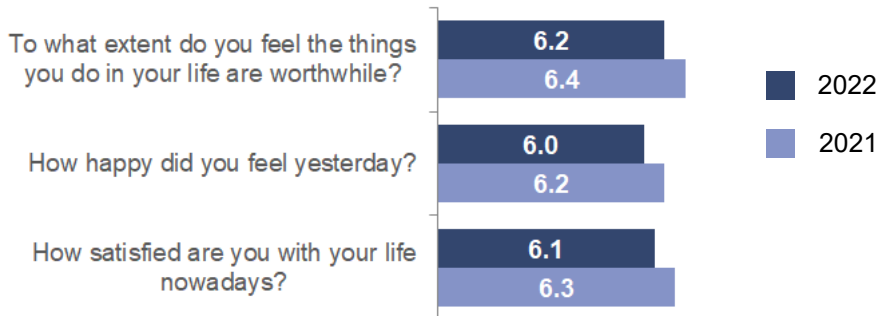 To what extent do you feel the things
you do in your life are worthwhile?
6.2
6.4
2022
2021
How happy did you feel yesterday?
6.0
6.2
How satisfied are you with your life
nowadays?
6.1
6.3